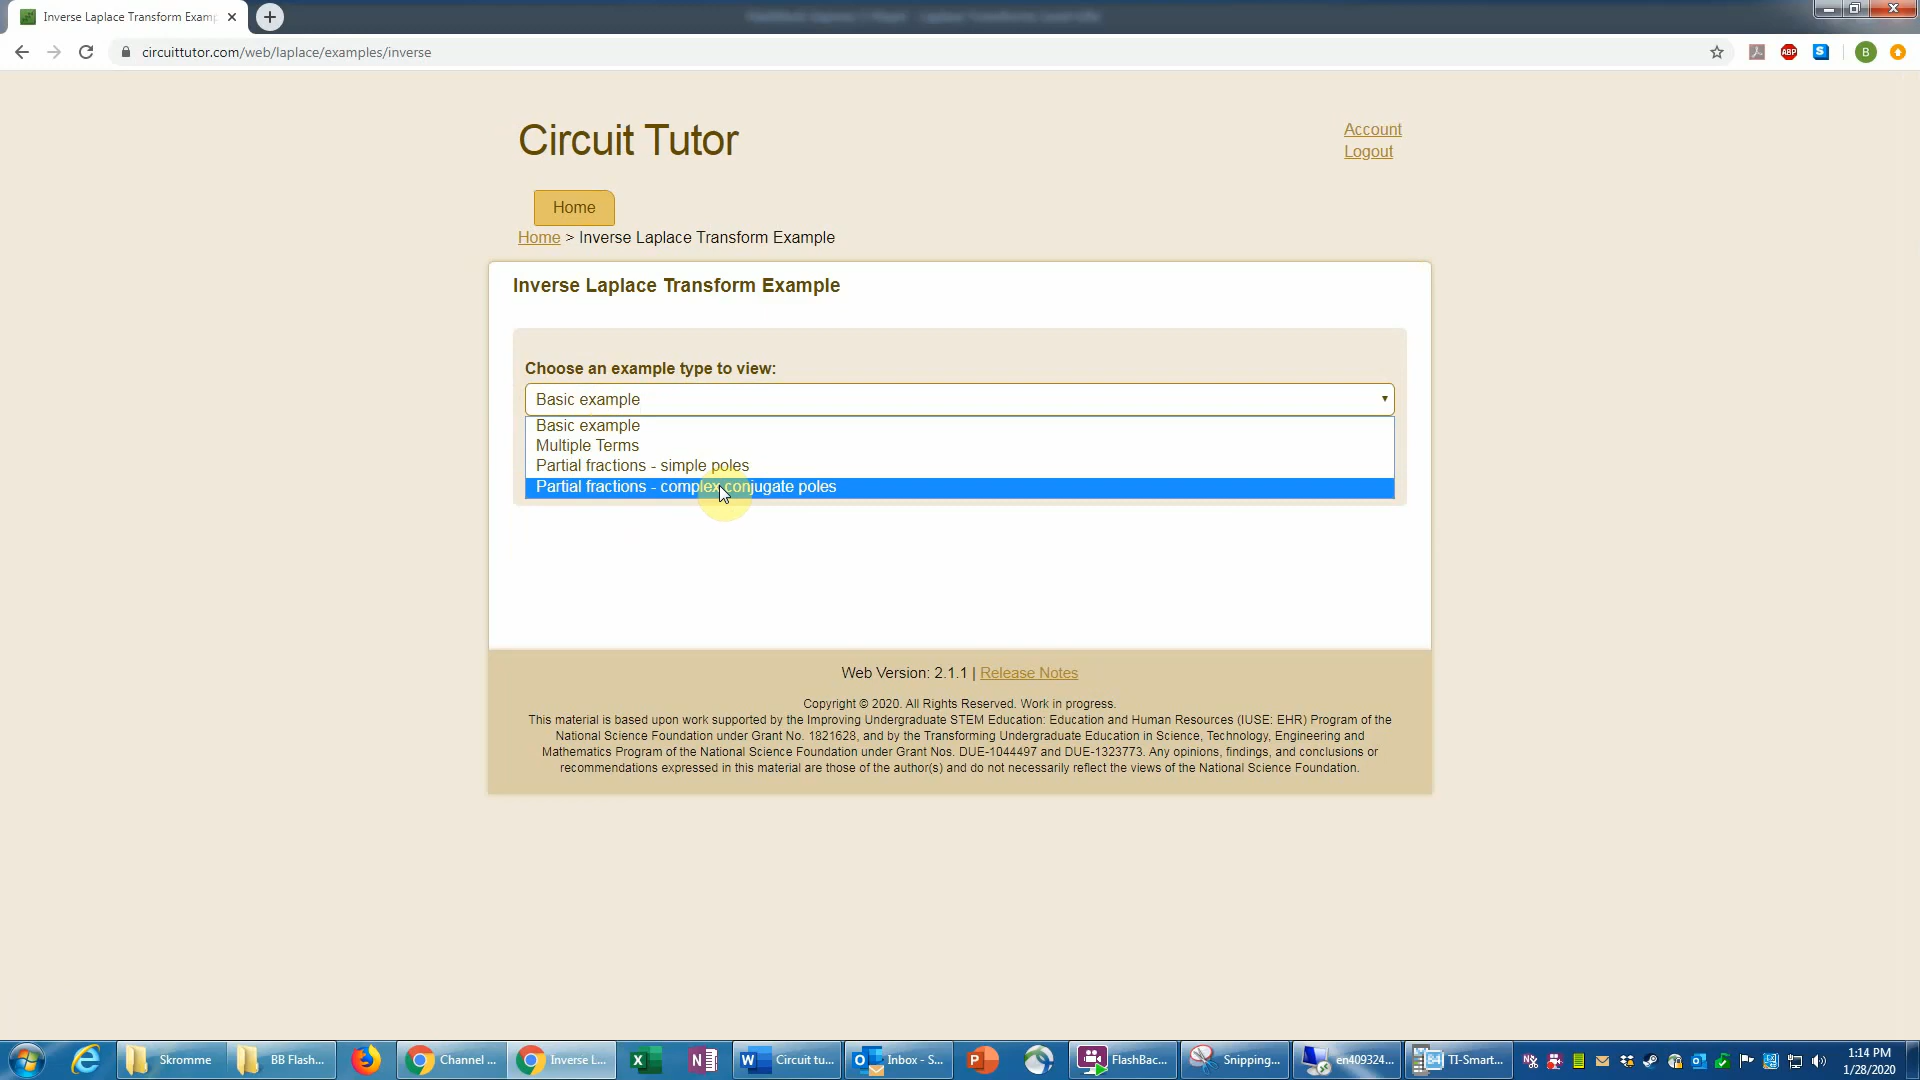 Inverse Laplace Transform Examp
circuittutor.com/web/laplace/examples/inverse
ABP
S
B
Circuit Tutor
Account
Logout
Home
Home > Inverse Laplace Transform Example
Inverse Laplace Transform Example
Choose an example type to view:
Basic example
Basic example
Multiple Terms
Partial fractions - simple poles
Partial fractions - complex conjugate poles
Web Version: 2.1.1 | Release Notes
Copyright © 2020. All Rights Reserved. Work in progress.
This material is based upon work supported by the Improving Undergraduate STEM Education: Education and Human Resources (IUSE: EHR) Program of the
National Science Foundation under Grant No. 1821628, and by the Transforming Undergraduate Education in Science, Technology, Engineering and
Mathematics Program of the National Science Foundation under Grant Nos. DUE-1044497 and DUE-1323773. Any opinions, findings, and conclusions or
recommendations expressed in this material are those of the author(s) and do not necessarily reflect the views of the National Science Foundation.
Skromme
BB Flash...
Channel ...
Inverse L...
Circuit tu...
Inbox - S...
FlashBac...
Snipping...
en409324...
TI-Smart...
1:14 PM
1/28/2020